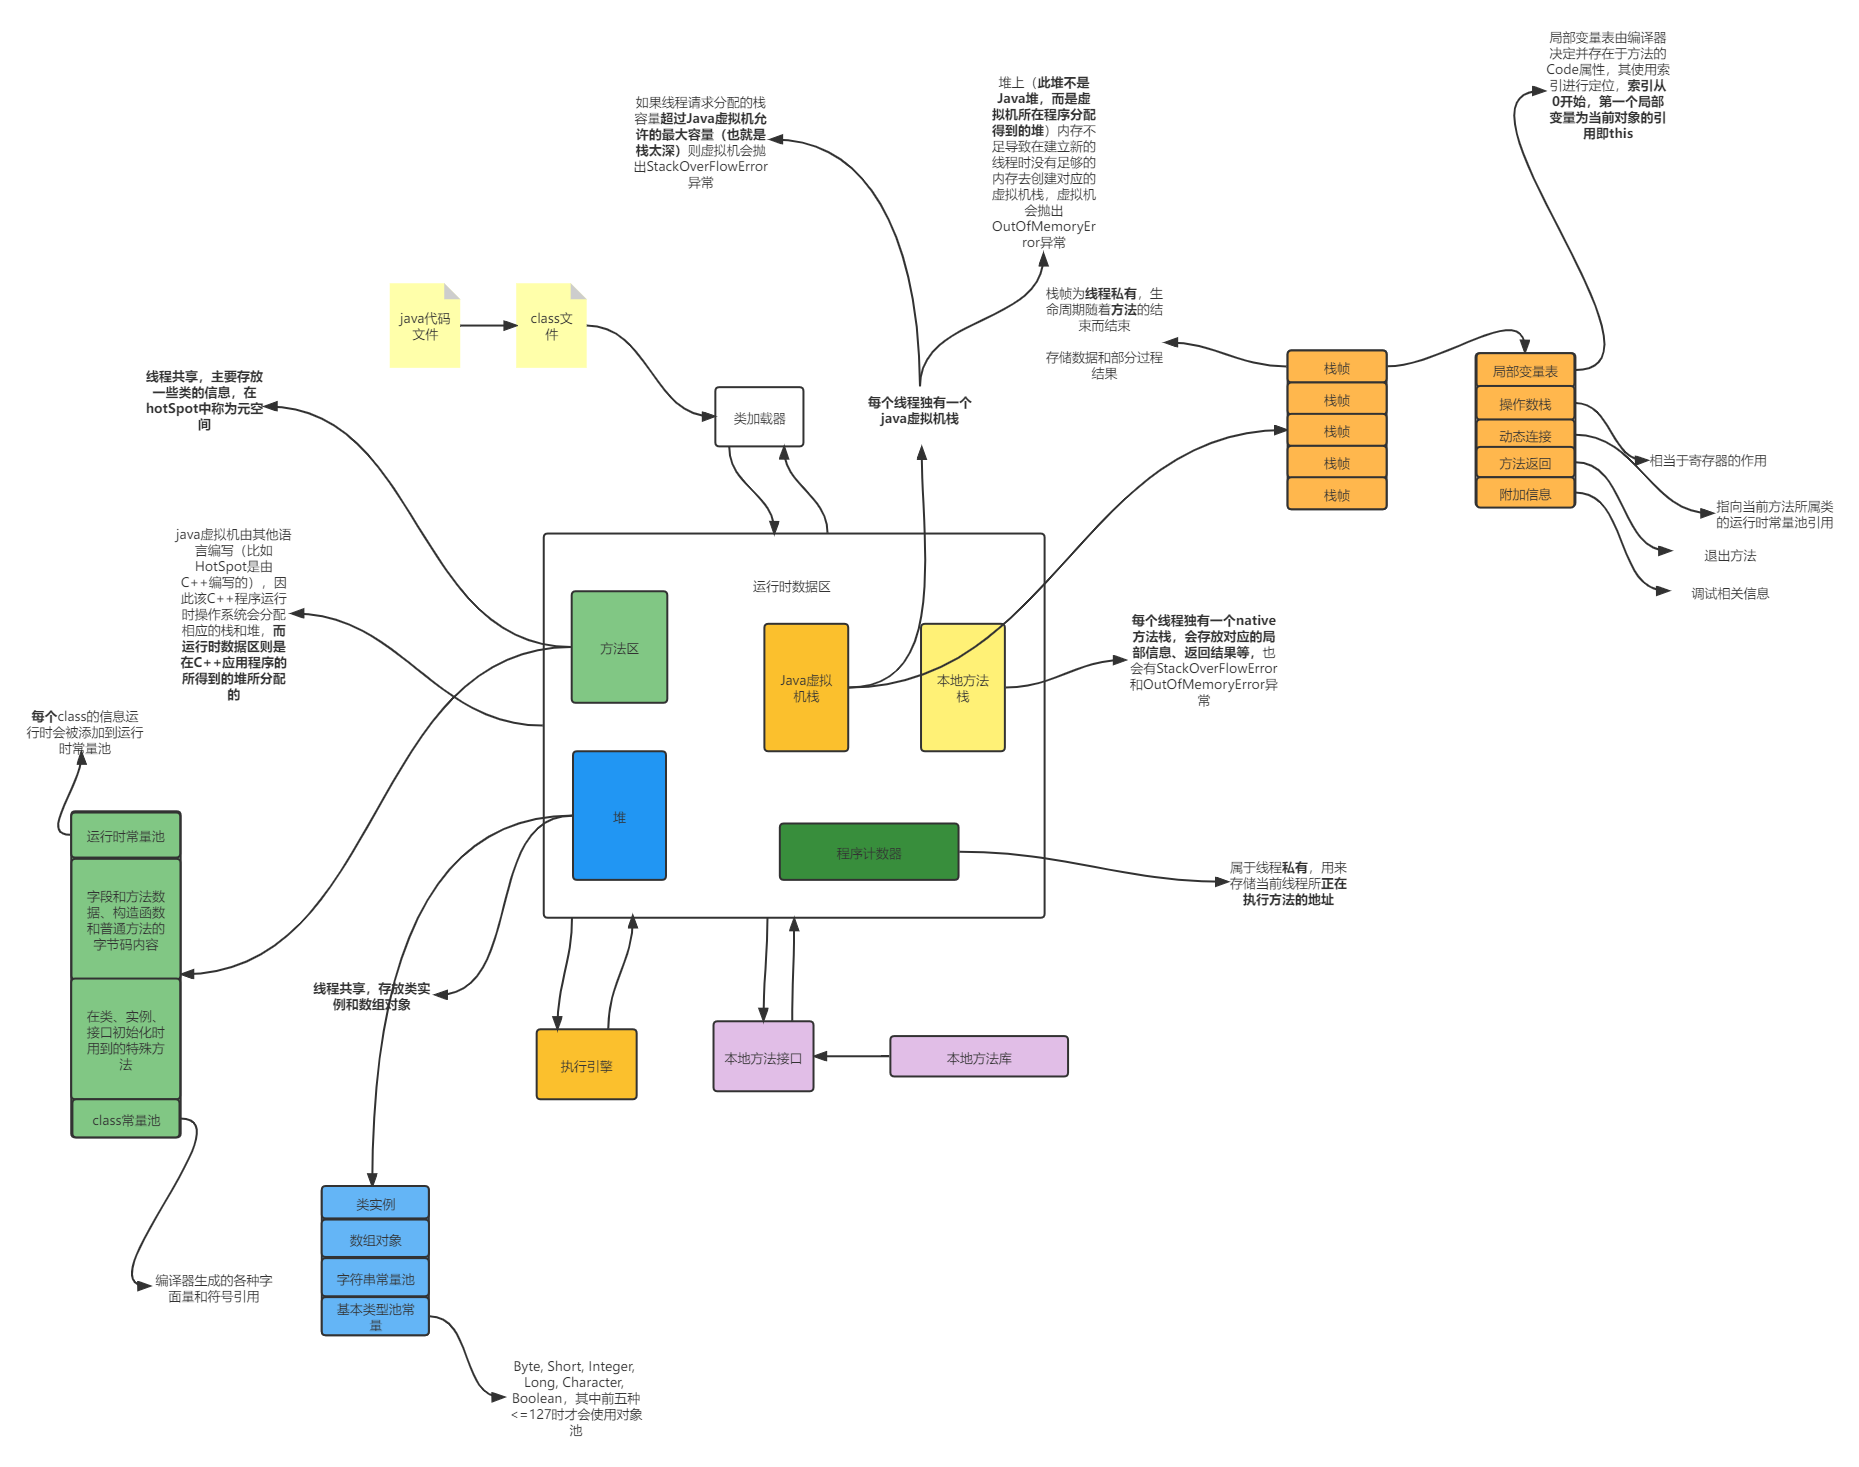 局部变量表由编译器
决定并存在于方法的
Code属性，其使用索
引进行定位，索引从
0开始，第一个局部
变量为当前对象的引
用即this
堆上（此堆不是
Java堆，而是虚
拟机所在程序分配
得到的堆）内存不
足导致在建立新的
线程时没有足够的
内存去创建对应的
虚拟机栈，虚拟机
会抛出
OutOfMemoryEr
ror异常
如果线程请求分配的栈
容量超过Java虚拟机允
许的最大容量（也就是
栈太深）则虚拟机会抛
出StackOverFlowError
异常
java代码
文件
class文
件
栈帧为线程私有，生
命周期随着方法的结
束而结束
存储数据和部分过程
结果
栈帧
栈帧
栈帧
栈帧
栈帧
局部变量表
操作数栈
动态连接
方法返回
附加信息
相当于寄存器的作用
指向当前方法所属类
的运行时常量池引用
退出方法
调试相关信息
线程共享，主要存放
一些类的信息，在
hotSpot中称为元空
间
类加载器
每个线程独有一个
java虚拟机栈
java虚拟机由其他语
言编写（比如
HotSpot是由
C++编写的），因
此该C++程序运行
时操作系统会分配
相应的栈和堆，而
运行时数据区则是
在C++应用程序的
所得到的堆所分配
的
运行时数据区
方法区
Java虚拟
机栈
本地方法
栈
每个线程独有一个native
方法栈，会存放对应的局
部信息、返回结果等，也
会有StackOverFlowError
和OutOfMemoryError异
常
每个class的信息运
行时会被添加到运行
时常量池
堆
程序计数器
属于线程私有，用来
存储当前线程所正在
执行方法的地址
运行时常量池
字段和方法数
据、构造函数
和普通方法的
字节码内容
在类、实例、
接口初始化时
用到的特殊方
法
class常量池
线程共享，存放类实
例和数组对象
执行引擎
本地方法接口
本地方法库
类实例
数组对象
字符串常量池
基本类型池常
量
编译器生成的各种字
面量和符号引用
Byte, Short, Integer,
Long, Character,
Boolean，其中前五种
<=127时才会使用对象
池